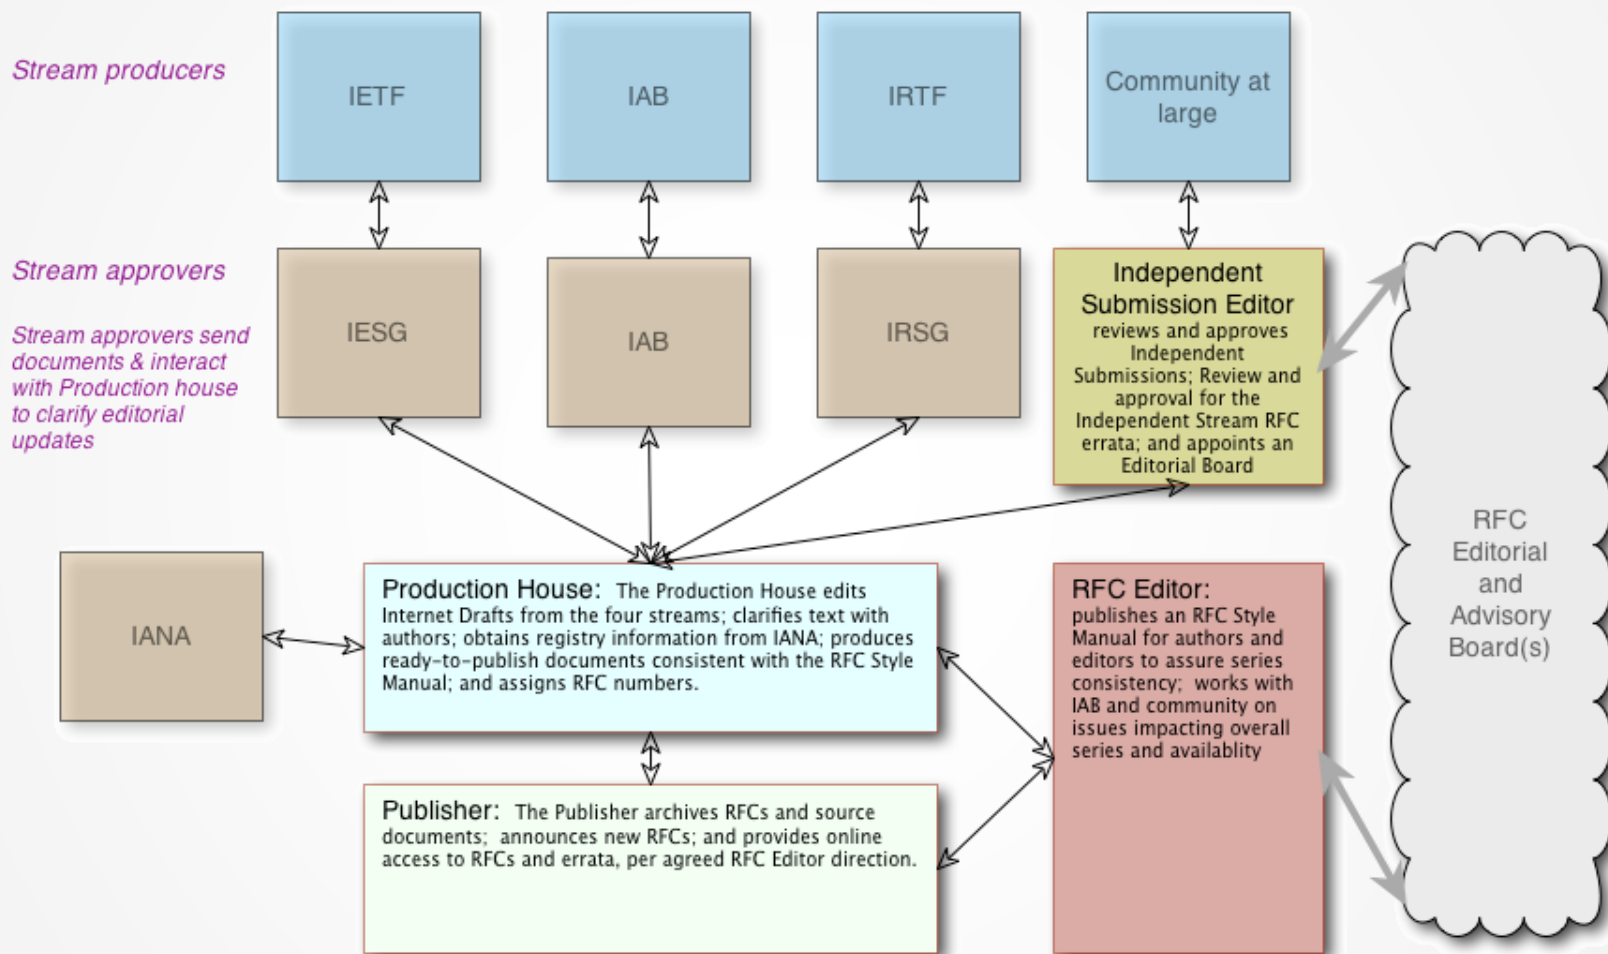 Stream producers
IETF
IAB
IRTF
Community at
large
Stream approvers
Stream approvers send
documents & interact
with Production house
to clarify editorial
updates
IESG
IAB
IRSG
Independent
Submission Editor
reviews and approves
Independent
Submissions; Review and
approval for the
Independent Stream RFC
errata; and appoints an
Editorial Board
RFC
Editorial
and
Advisory
Board(s)
IANA
Production House: The Production House edits
Internet Drafts from the four streams; clarifies text with
authors; obtains registry information from IANA; produces
ready-to-publish documents consistent with the RFC Style
Manual; and assigns RFC numbers.
RFC Editor:
publishes an RFC Style
Manual for authors and
editors to assure series
consistency; works with
IAB and community on
issues impacting overall
series and availablity
Publisher: The Publisher archives RFCs and source
documents; announces new RFCs; and provides online
access to RFCs and errata, per agreed RFC Editor direction.